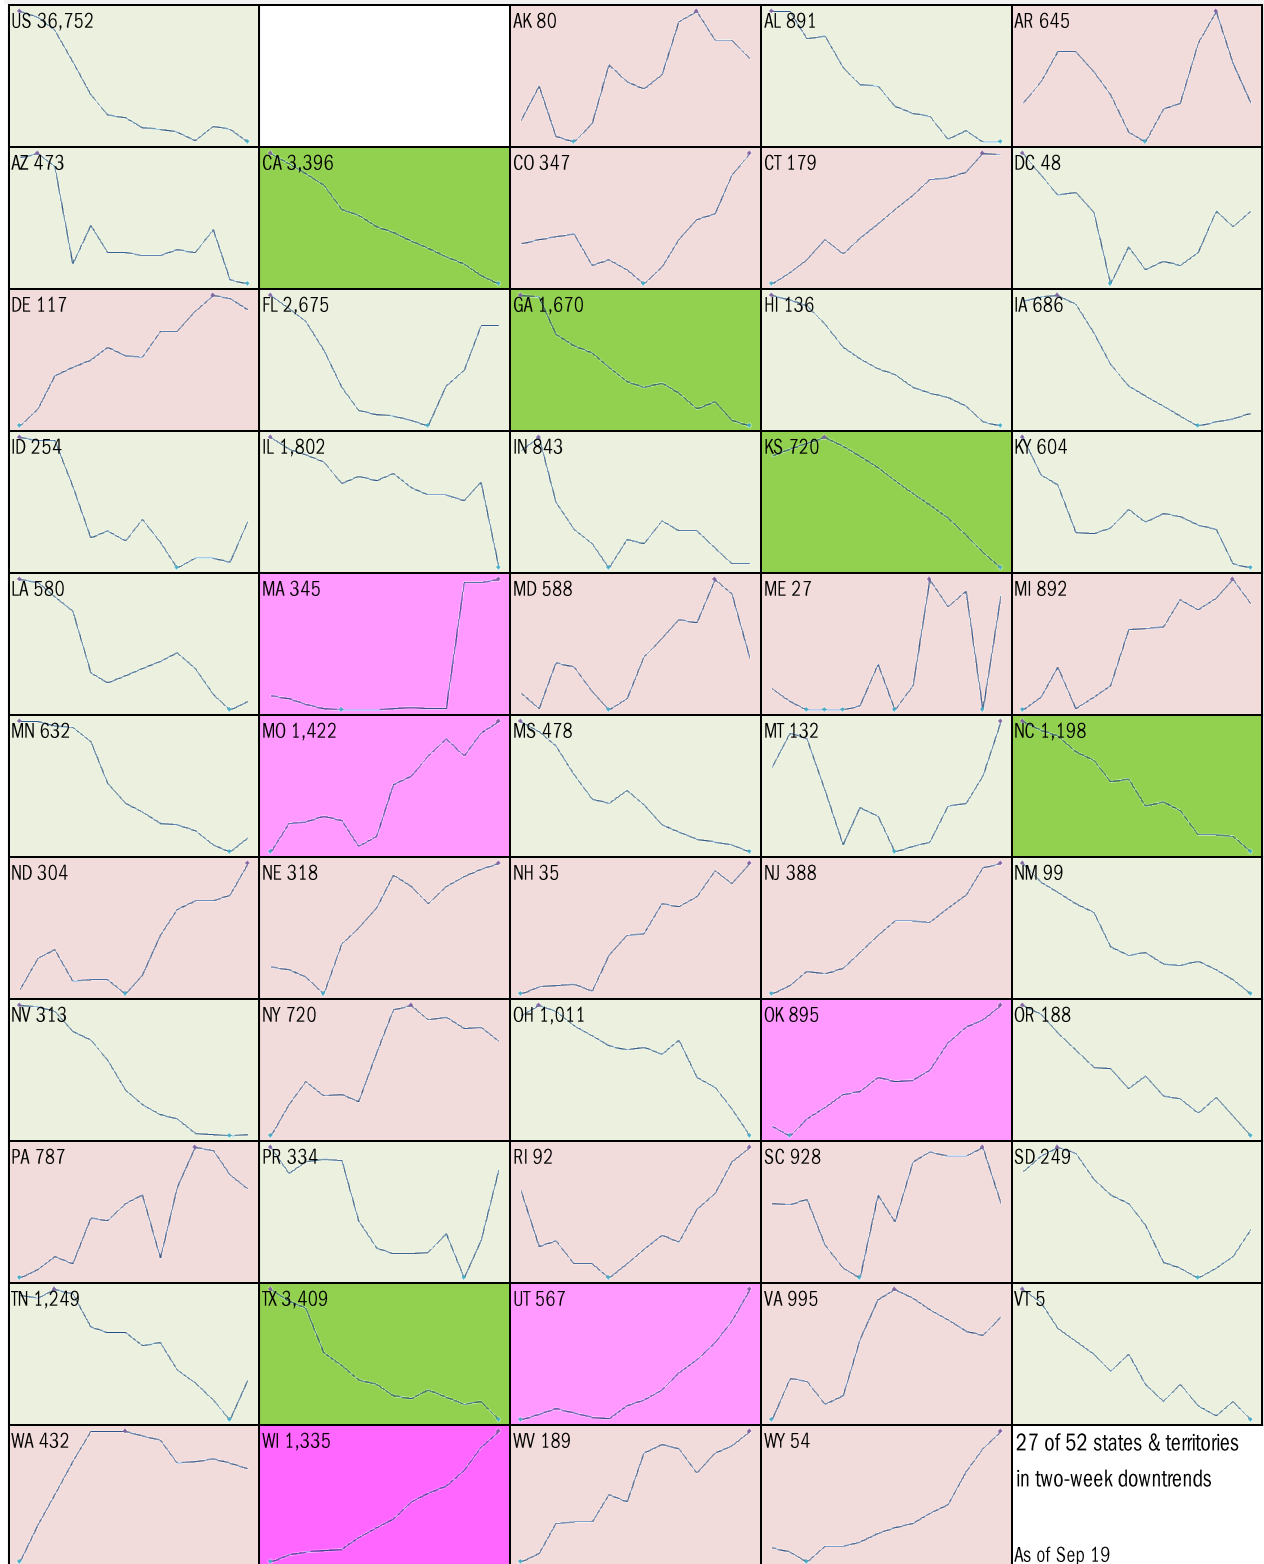 US 36,752
AK 80
AL 891
AR 645
AZ 473
CA 3,396
CO 347
CT 179
DC 48
DE 117
FL 2,675
GA 1,670
HI 136
IA 686
ID 254
IL 1,802
IN 843
KS 720
KY 604
LA 580
MA 345
MD 588
ME 27
MI 892
MN 632
MO 1,422
MS 478
MT 132
NC 1,198
ND 304
NE 318
NH 35
NJ 388
NM 99
NV 313
NY 720
OH 1,011
OK 895
OR 188
PA 787
PR 334
RI 92
SC 928
SD 249
TN 1,249
TX 3,409
UT 567
VA 995
VT 5
WA 432
WI 1,335
WV 189
WY 54
27 of 52 states & territories
in two-week downtrends
As of Sep 19